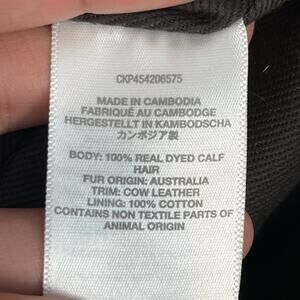 CKP454206575
MADE IN CAMBODIA
FABRIQUÉ AU CAMBODGE
HERGESTELLT IN KAMBODSCHA
カンボジア製
BODY: 100% REAL DYED CALF
HAIR
FUR ORIGIN: AUSTRALIA
TRIM: COW LEATHER
LINING: 100% COTTON
CONTAINS NON TEXTILE PARTS OF
ANIMAL ORIGIN